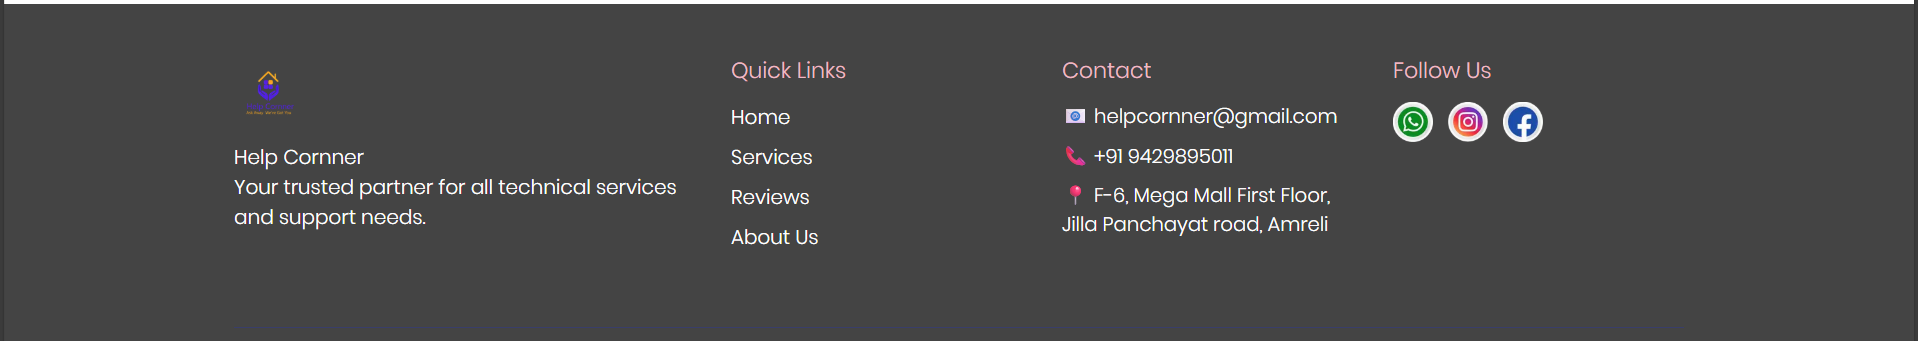 Help Cornner
Your trusted partner for all technical services
and support needs.
Quick Links
Home
Services
Reviews
About Us
Contact
helpcornner@gmail.com
+91 9429895011
F-6, Mega Mall First Floor,
Jilla Panchayat road, Amreli
Follow Us